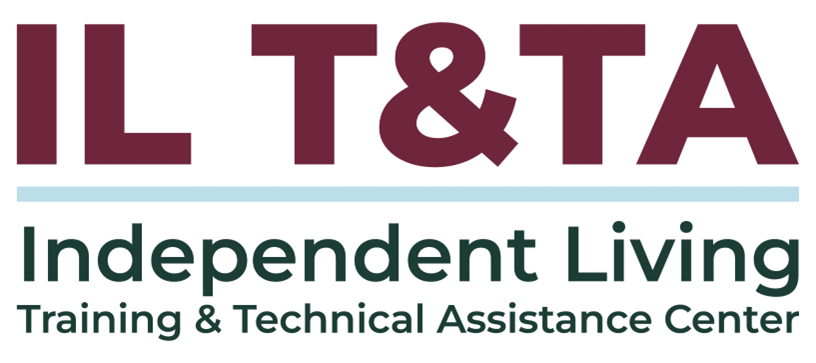 IL T&TA
Independent Living
Training & Technical Assistance Center